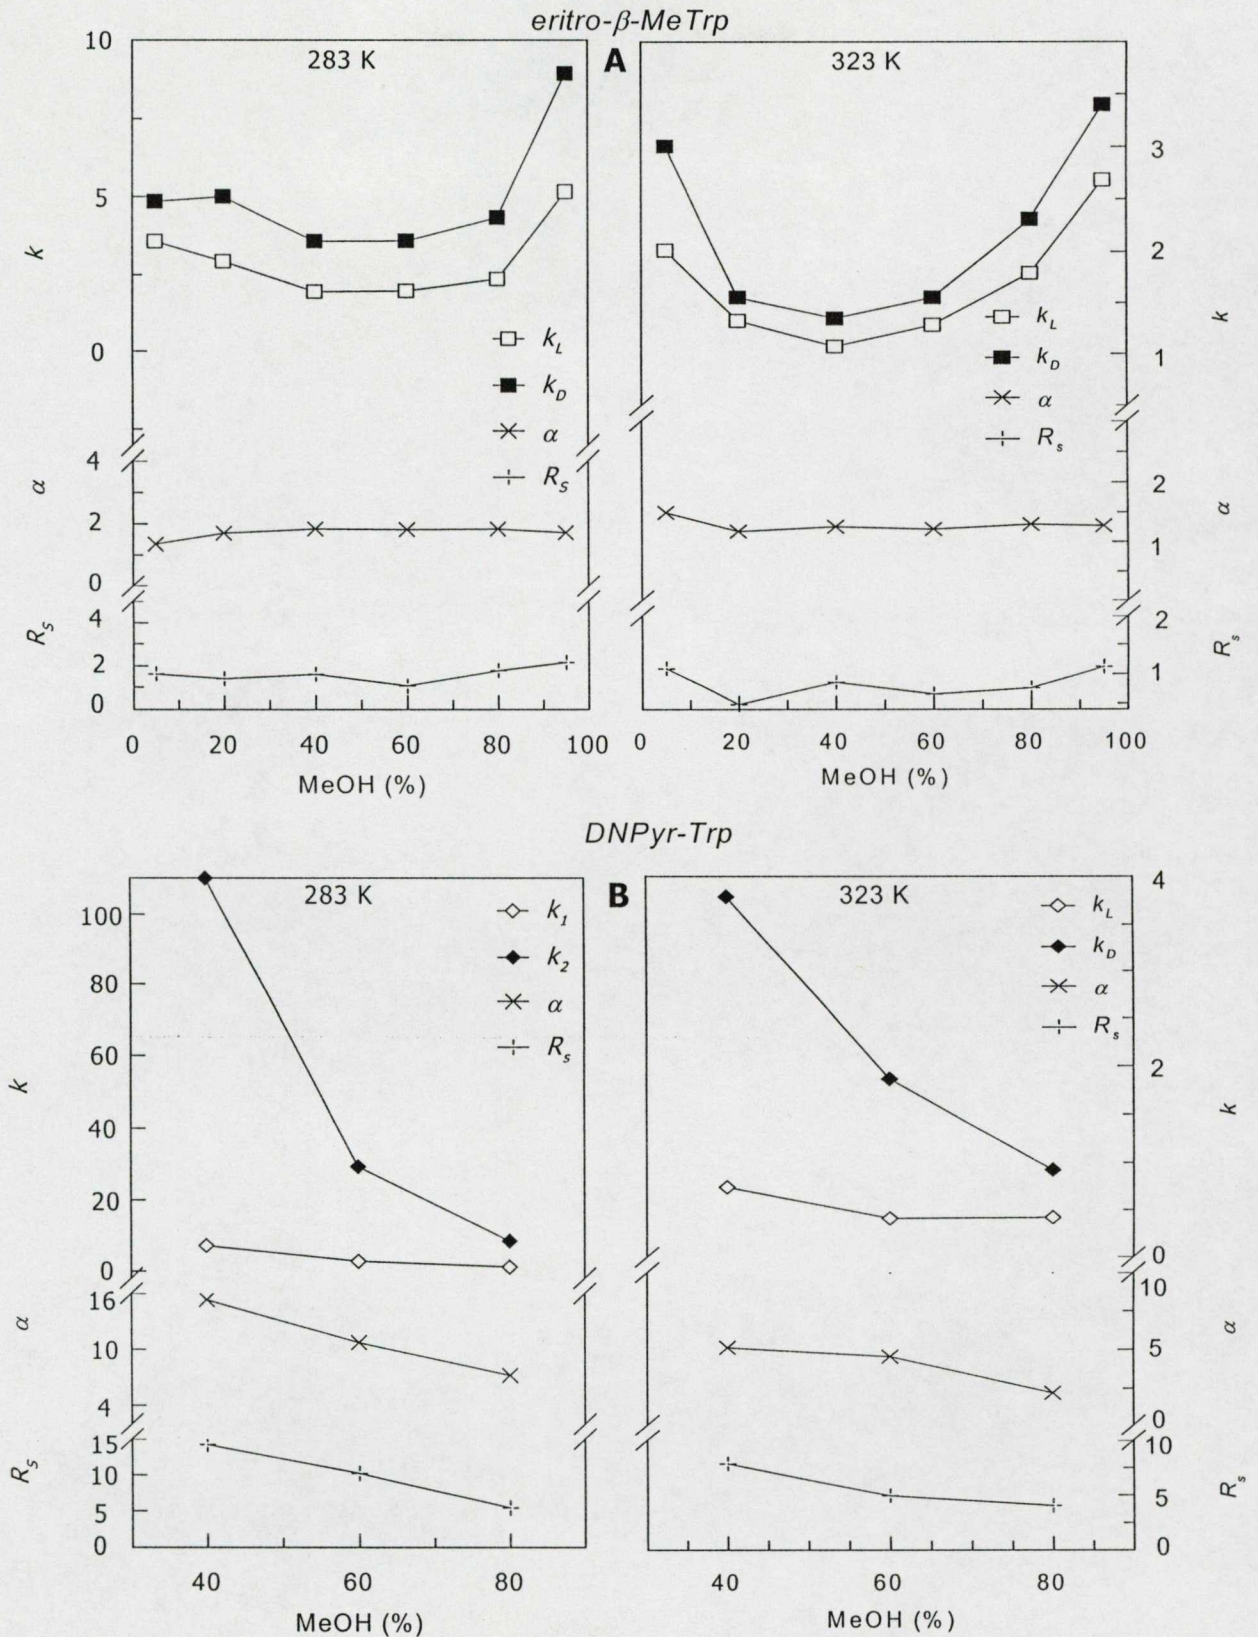 eritro-β-MeTrp
283 K
A
323 K
10
5
0
k
4
2
0
α
4
2
0
R_S
k_L
k_D
α
R_S
0 20 40 60 80 100
MeOH (%)
3
2
1
k
2
1
α
2
1
R_s
k_L
k_D
α
R_s
0 20 40 60 80 100
MeOH (%)
DNPyr-Trp
283 K
B
323 K
100
80
60
40
20
0
k
16
10
4
α
15
10
5
0
R_S
k_1
k_2
α
R_s
40 60 80
MeOH (%)
4
2
0
k
10
5
0
α
10
5
0
R_s
k_L
k_D
α
R_s
40 60 80
MeOH (%)